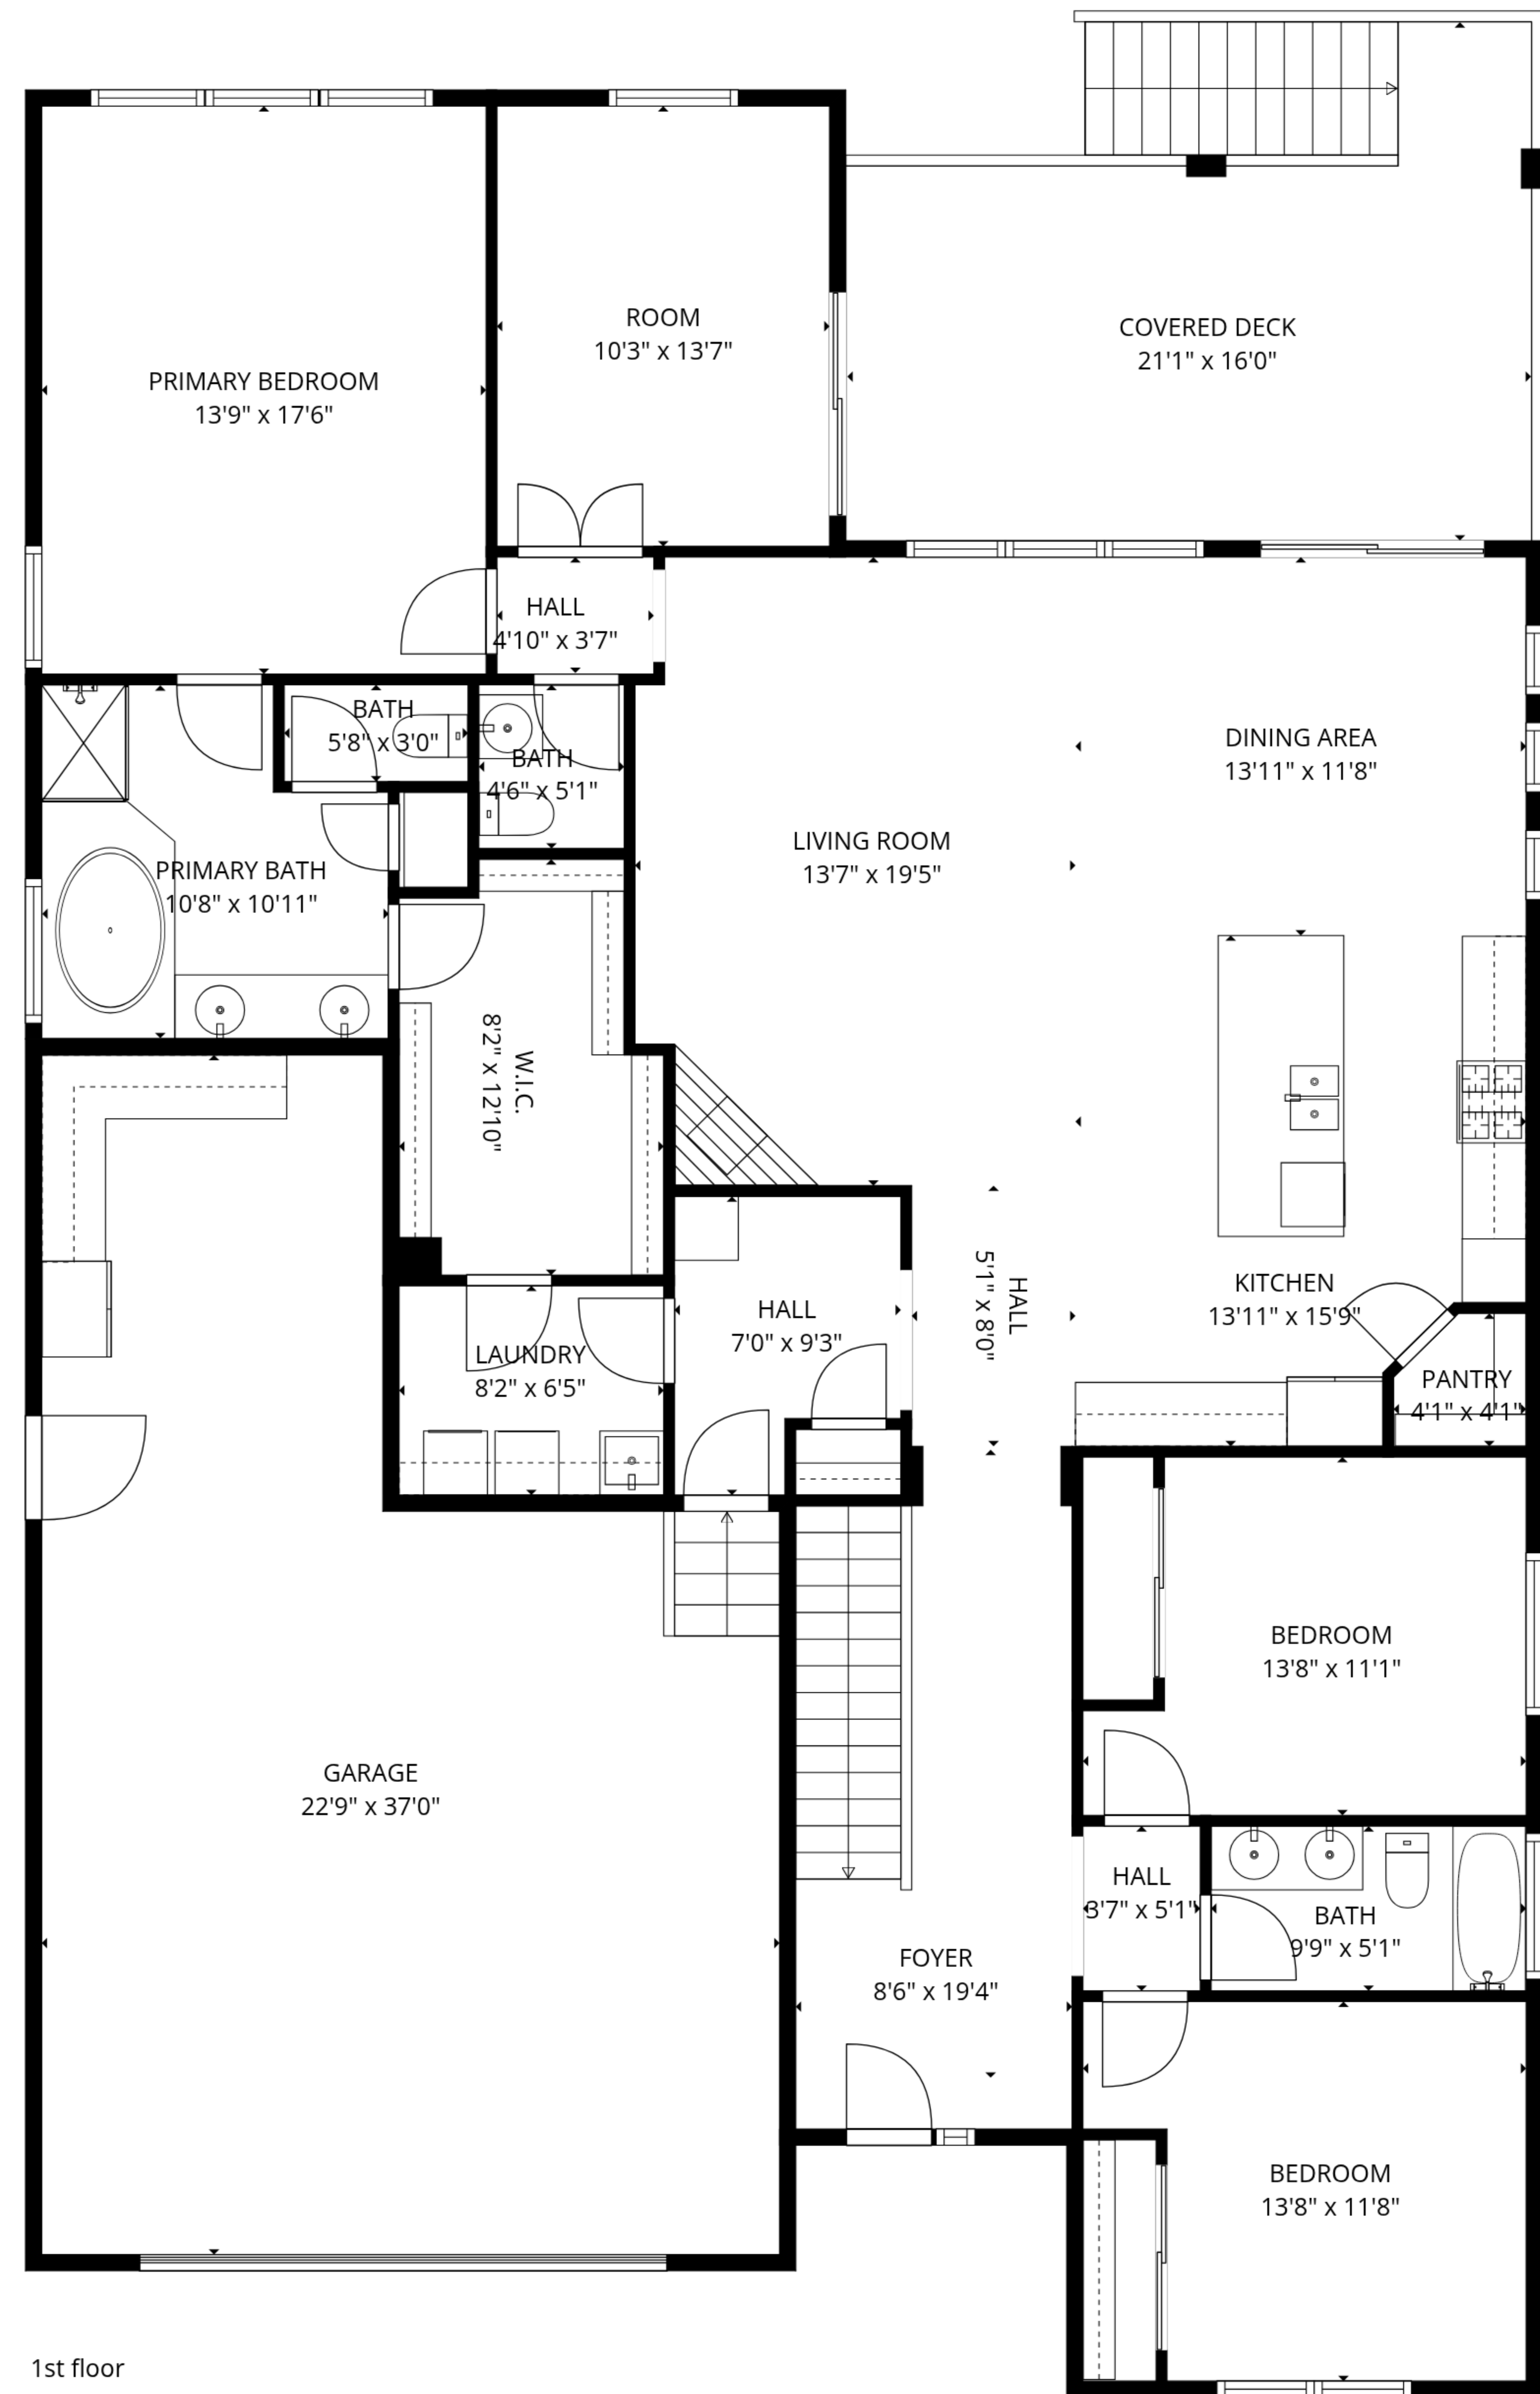 ROOM
10'3" x 13'7"
COVERED DECK
21'1" x 16'0"
PRIMARY BEDROOM
13'9" x 17'6"
HALL
4'10" x 3'7"
BATH
5'8" x 3'0"
BATH
4'6" x 5'1"
DINING AREA
13'11" x 11'8"
LIVING ROOM
13'7" x 19'5"
PRIMARY BATH
10'8" x 10'11"
W.I.C.
8'2" x 12'10"
HALL
7'0" x 9'3"
HALL
5'1" x 8'0"
KITCHEN
13'11" x 15'9"
LAUNDRY
8'2" x 6'5"
PANTRY
4'1" x 4'1"
BEDROOM
13'8" x 11'1"
GARAGE
22'9" x 37'0"
HALL
3'7" x 5'1"
BATH
9'9" x 5'1"
FOYER
8'6" x 19'4"
BEDROOM
13'8" x 11'8"
1st floor